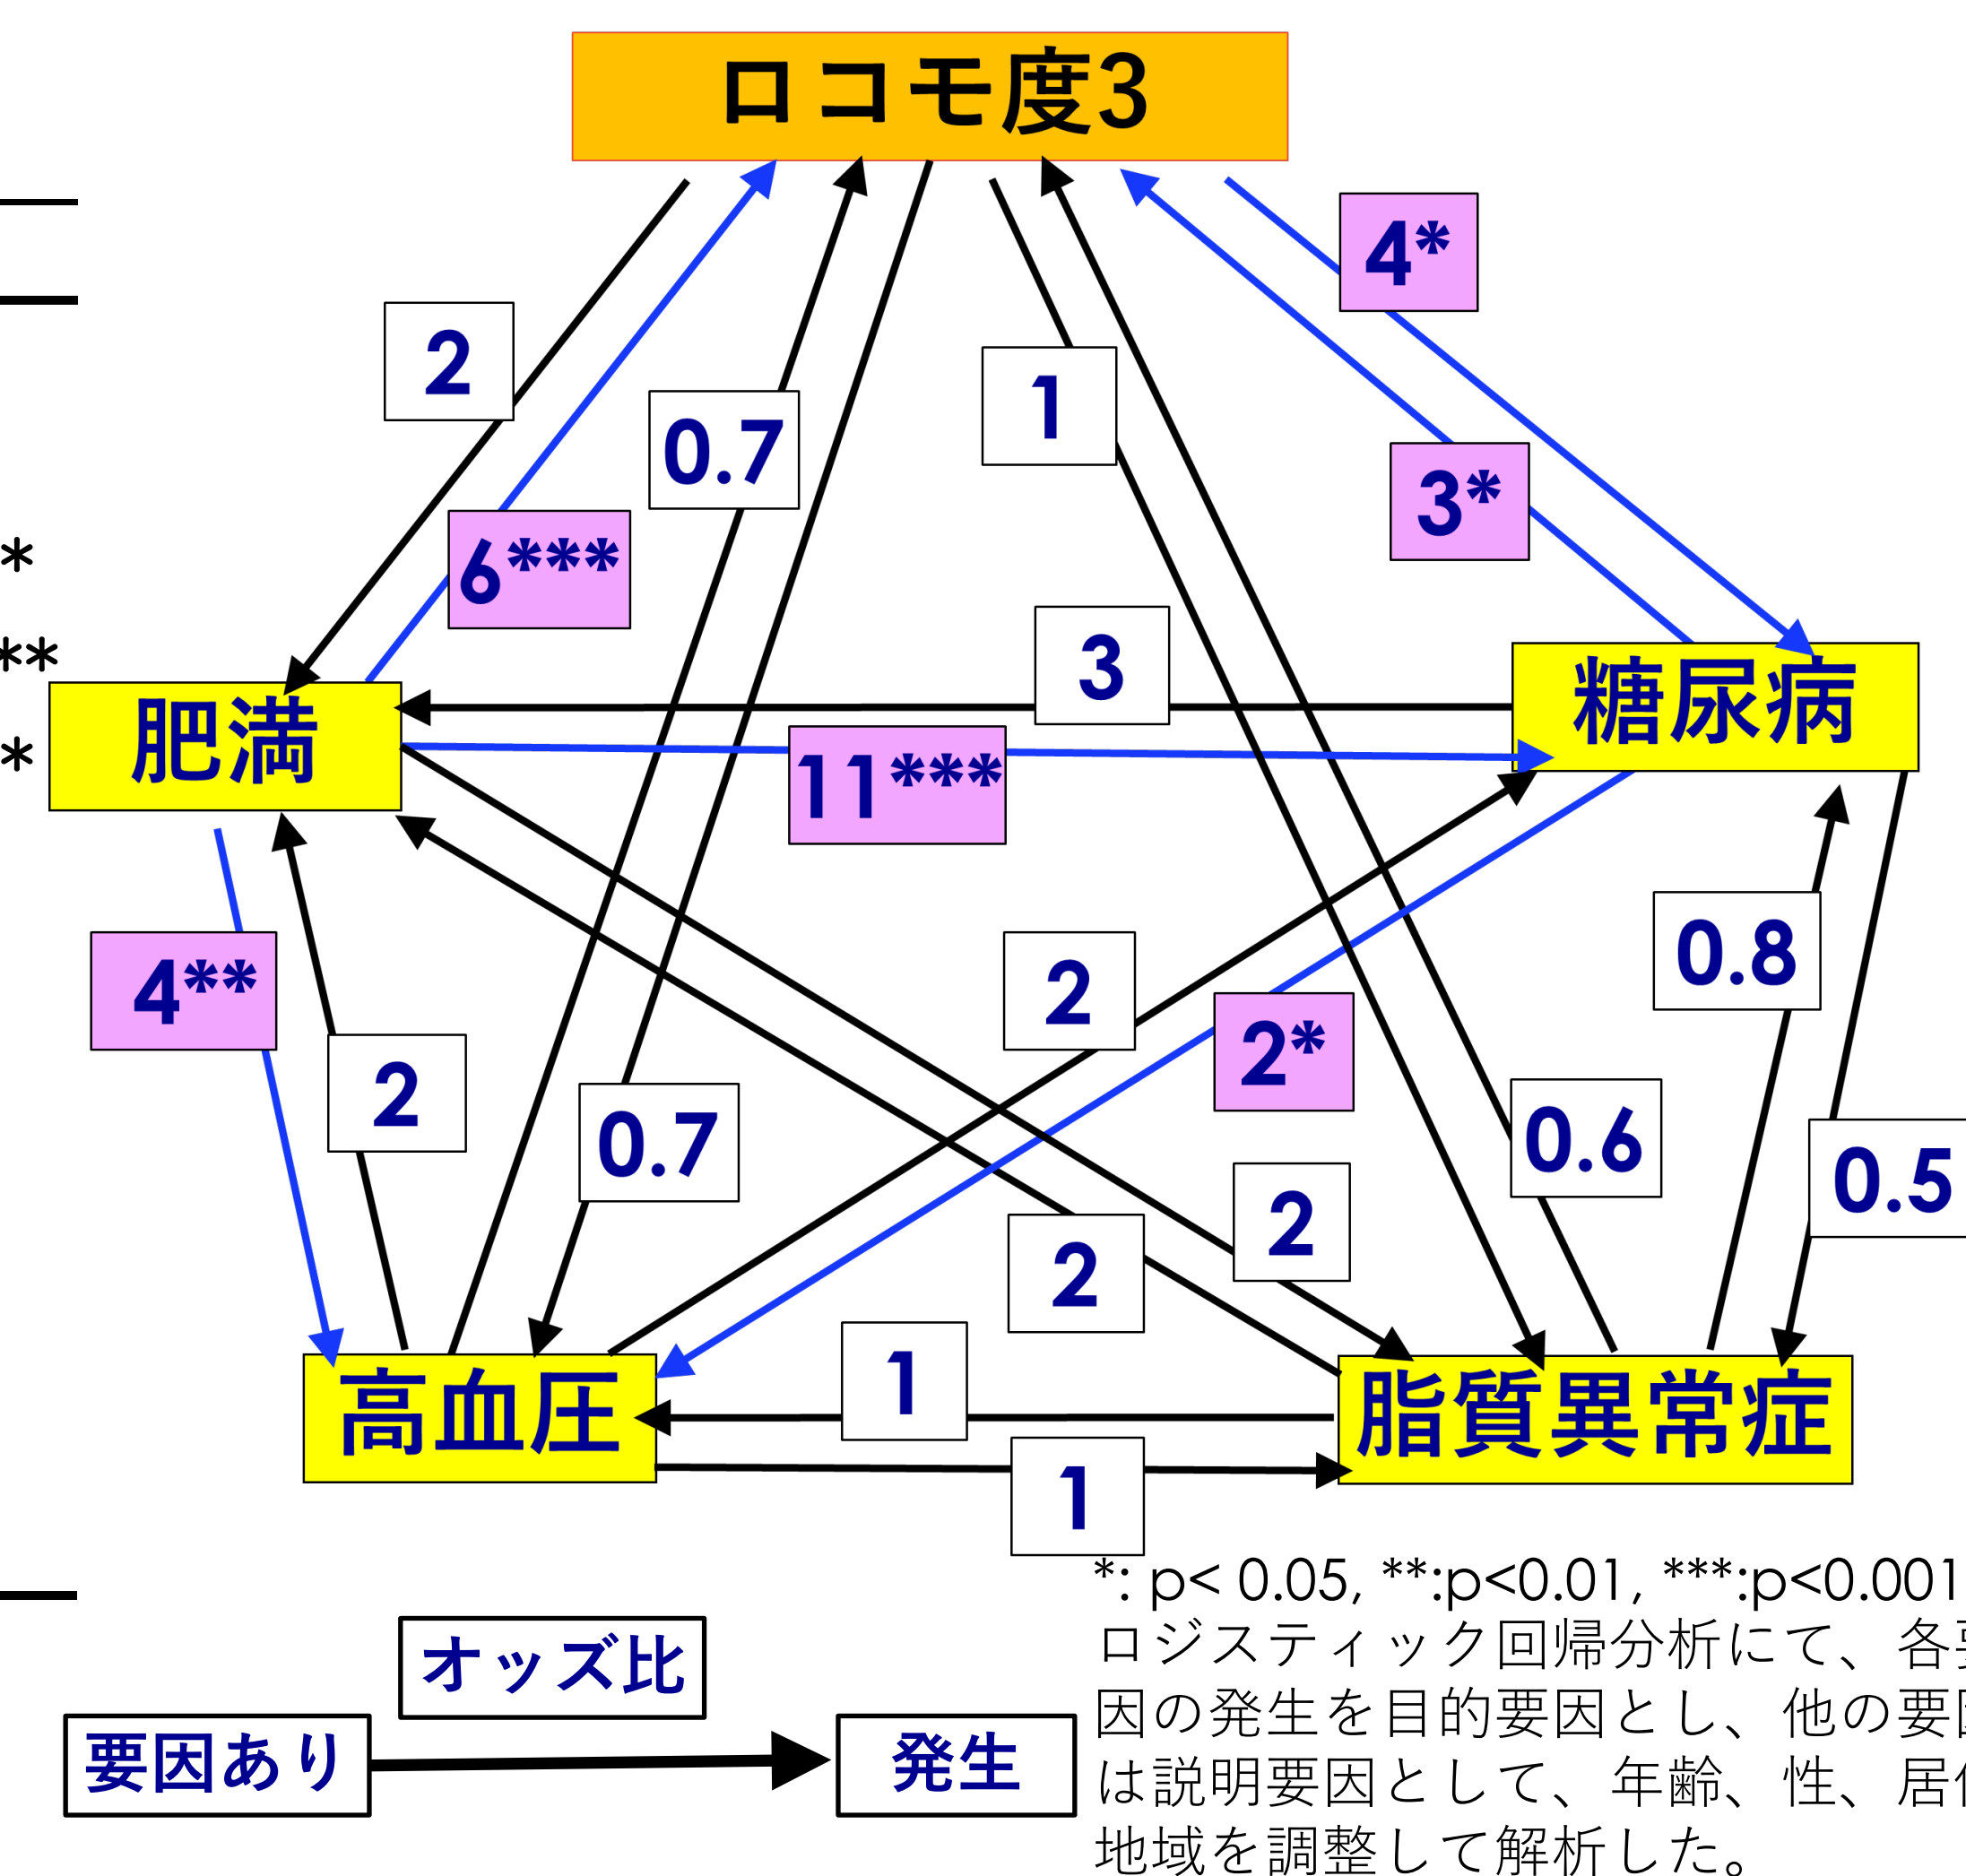 ロコモ度3
4*
2
1
0.7
3*
6***
*
3
**
肥満
糖尿病
*
11***
0.8
4**
2
2*
2
0.7
0.6
0.5
2
2
1
高血圧
脂質異常症
1
*: p< 0.05, **:p<0.01, ***:p<0.001
オッズ比
ロジスティック回帰分析にて、各要
因の発生を目的要因とし、他の要因
要因あり
発生
は説明要因として、年齢、性、居住
地域を調整して解析した。